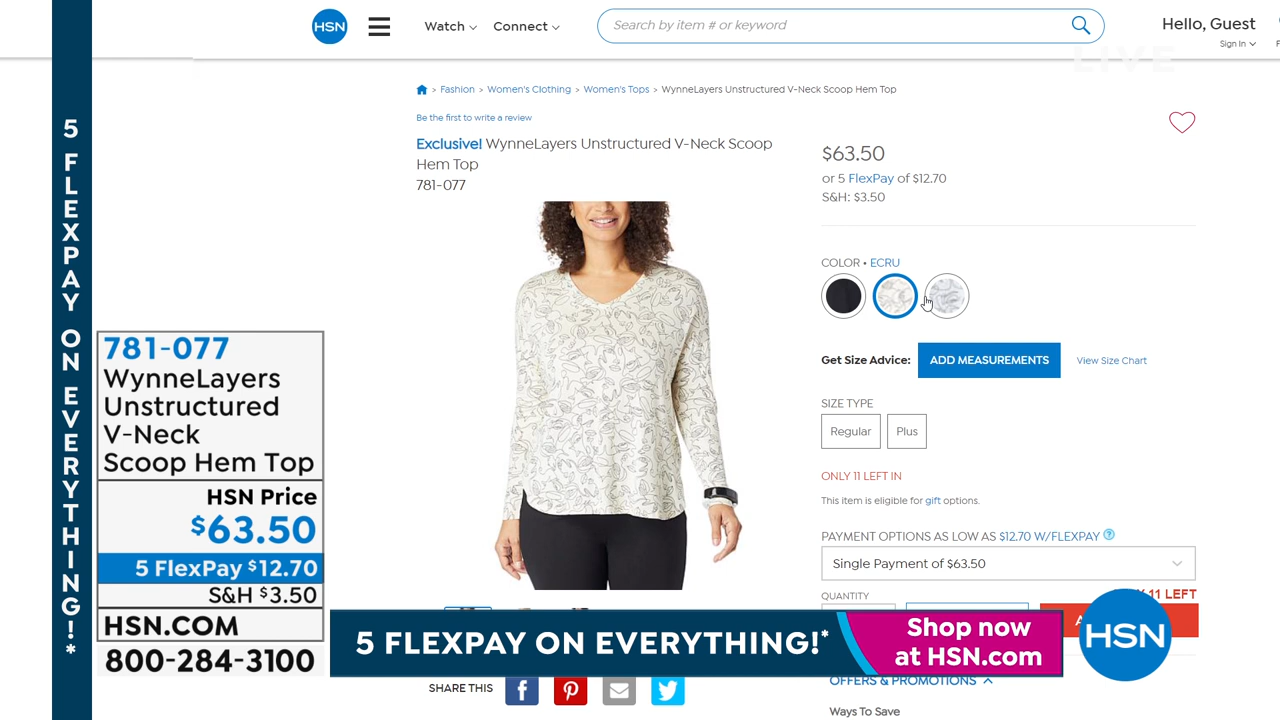 HSN
Watch
Connect
Search by item # or keyword
Hello, Guest
Sign In
LIVE
> Fashion > Women's Clothing > Women's Tops > WynneLayers Unstructured V-Neck Scoop Hem Top
Be the first to write a review
Exclusive! WynneLayers Unstructured V-Neck Scoop
Hem Top
781-077
$63.50
or 5 FlexPay of $12.70
S&H: $3.50
COLOR • ECRU
Get Size Advice:
ADD MEASUREMENTS
View Size Chart
SIZE TYPE
Regular
Plus
ONLY 11 LEFT IN
This item is eligible for gift options.
PAYMENT OPTIONS AS LOW AS $12.70 W/FLEXPAY ?
Single Payment of $63.50
QUANTITY
11 LEFT
5 FLEXPAY ON EVERYTHING!*
781-077
WynneLayers
Unstructured
V-Neck
Scoop Hem Top
HSN Price
$63.50
5 FlexPay $12.70
S&H $3.50
HSN.COM
800-284-3100
5 FLEXPAY ON EVERYTHING!*
Shop now
at HSN.com
HSN
SHARE THIS
OFFERS & PROMOTIONS
Ways To Save